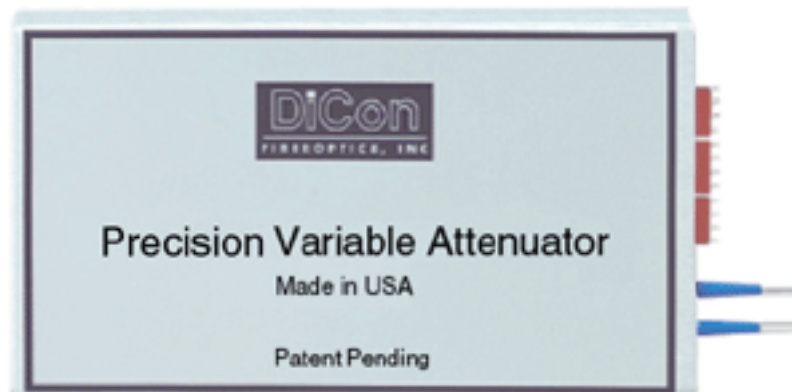 DiCon
FIBEROPTICS, INC
Precision Variable Attenuator
Made in USA
Patent Pending